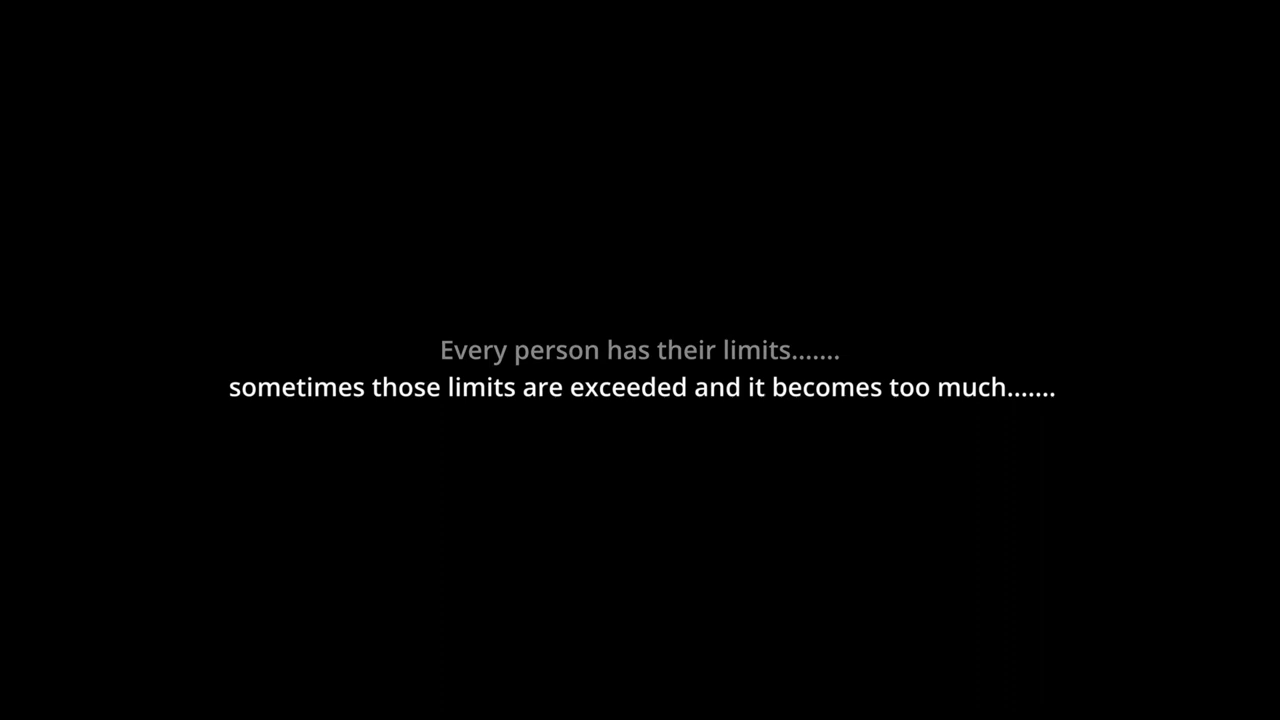 Every person has their limits.......
sometimes those limits are exceeded and it becomes too much.......